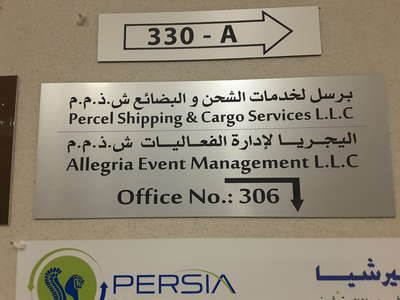 330 - A
برسل لخدمات الشحن و البضائع ش.ذ.م.م
Percel Shipping & Cargo Services L.L.C
اليجريا لإدارة الفعاليات ش.ذ.م.م
Allegria Event Management L.L.C
Office No.: 306
PERSIA
بيرشيا